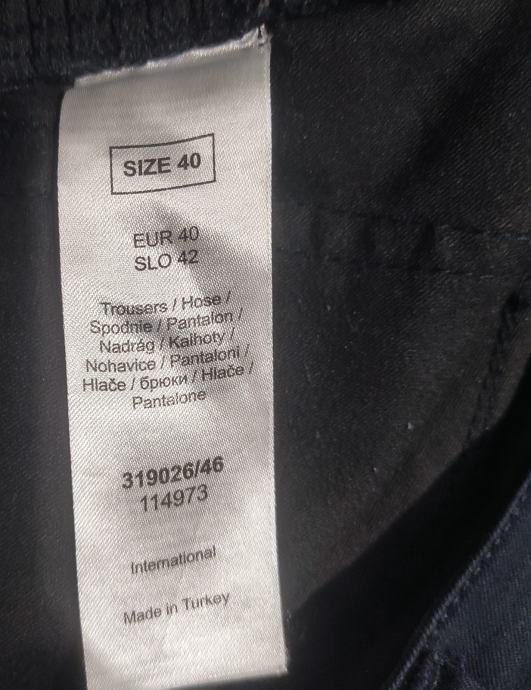 SIZE 40
EUR 40
SLO 42
Trousers / Hose /
Spodnie / Pantalon /
Nadrág / Kalhoty /
Nohavice / Pantaloni /
Hlače / брюки / Hlače /
Pantalone
319026/46
114973
International
Made in Turkey